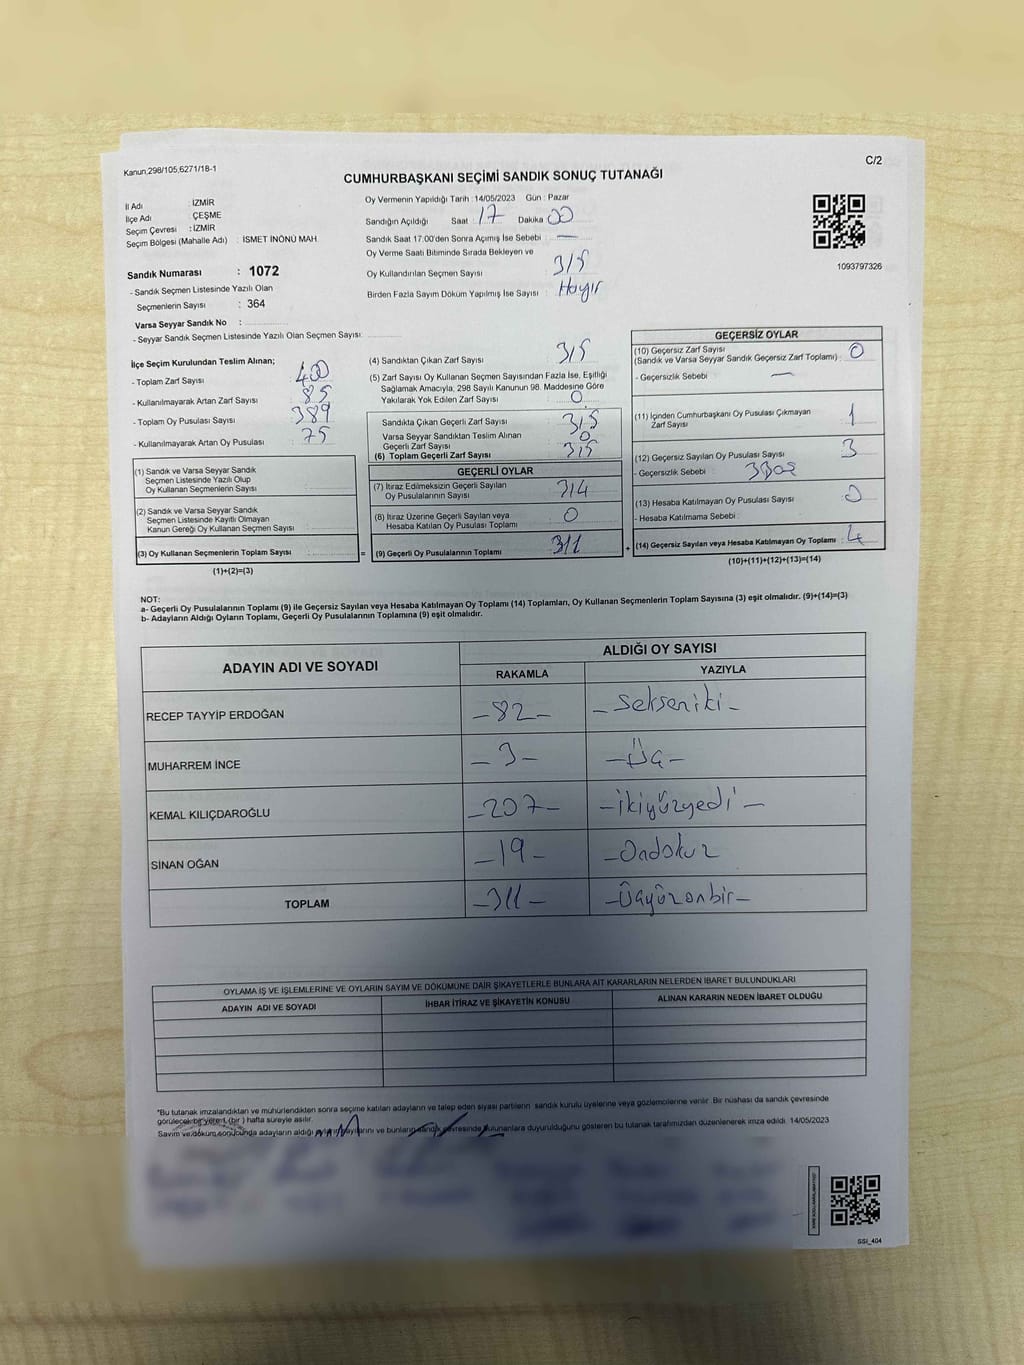 Kanun,298/105,6271/18-1
C/2
CUMHURBAŞKANI SEÇİMİ SANDIK SONUÇ TUTANAĞI
İl Adı : İZMİR
İlçe Adı : ÇEŞME
Seçim Çevresi : İZMİR
Seçim Bölgesi (Mahalle Adı) : İSMET İNÖNÜ MAH.
Sandık Numarası : 1072
- Sandık Seçmen Listesinde Yazılı Olan
Seçmenlerin Sayısı : 364
Varsa Seyyar Sandık No :
- Seyyar Sandık Seçmen Listesinde Yazılı Olan Seçmen Sayısı:
Oy Vermenin Yapıldığı Tarih : 14/05/2023 Gün : Pazar
Sandığın Açıldığı Saat 17 Dakika 00
Sandık Saat 17.00'den Sonra Açımış İse Sebebi : —
Oy Verme Saati Bitiminde Sırada Bekleyen ve
Oy Kullandırılan Seçmen Sayısı : 315
Birden Fazla Sayım Döküm Yapılmış İse Sayısı : Hayır
1093797326
İlçe Seçim Kurulundan Teslim Alınan;
- Toplam Zarf Sayısı : 400
- Kullanılmayarak Artan Zarf Sayısı : 85
- Toplam Oy Pusulası Sayısı : 389
- Kullanılmayarak Artan Oy Pusulası : 75
(1) Sandık ve Varsa Seyyar Sandık
Seçmen Listesinde Yazılı Olup
Oy Kullanan Seçmenlerin Sayısı :
(2) Sandık ve Varsa Seyyar Sandık
Seçmen Listesinde Kayıtlı Olmayan
Kanun Gereği Oy Kullanan Seçmen Sayısı :
(3) Oy Kullanan Seçmenlerin Toplam Sayısı : =
(1)+(2)=(3)
(4) Sandıktan Çıkan Zarf Sayısı : 315
(5) Zarf Sayısı Oy Kullanan Seçmen Sayısından Fazla İse, Eşitliği
Sağlamak Amacıyla, 298 Sayılı Kanunun 98. Maddesine Göre
Yakılarak Yok Edilen Zarf Sayısı : 0
Sandıkta Çıkan Geçerli Zarf Sayısı : 315
Varsa Seyyar Sandıktan Teslim Alınan
Geçerli Zarf Sayısı : 0
(6) Toplam Geçerli Zarf Sayısı : 315
GEÇERLİ OYLAR
(7) İtiraz Edilmeksizin Geçerli Sayılan
Oy Pusulalarının Sayısı : 314
(8) İtiraz Üzerine Geçerli Sayılan veya
Hesaba Katılan Oy Pusulası Toplamı : 0
(9) Geçerli Oy Pusulalarının Toplamı : 311 +
GEÇERSİZ OYLAR
(10) Geçersiz Zarf Sayısı
(Sandık ve Varsa Seyyar Sandık Geçersiz Zarf Toplamı) : 0
- Geçersizlik Sebebi : —
(11) İçinden Cumhurbaşkanı Oy Pusulası Çıkmayan
Zarf Sayısı : 1
(12) Geçersiz Sayılan Oy Pusulası Sayısı : 3
- Geçersizlik Sebebi : 3 Boş
(13) Hesaba Katılmayan Oy Pusulası Sayısı : 0
- Hesaba Katılmama Sebebi :
(14) Geçersiz Sayılan veya Hesaba Katılmayan Oy Toplamı : 4
(10)+(11)+(12)+(13)=(14)
NOT:
a- Geçerli Oy Pusulalarının Toplamı (9) ile Geçersiz Sayılan veya Hesaba Katılmayan Oy Toplamı (14) Toplamları, Oy Kullanan Seçmenlerin Toplam Sayısına (3) eşit olmalıdır. (9)+(14)=(3)
b- Adayların Aldığı Oyların Toplamı, Geçerli Oy Pusulalarının Toplamına (9) eşit olmalıdır.
ADAYIN ADI VE SOYADI
ALDIĞI OY SAYISI
RAKAMLA YAZIYLA
RECEP TAYYİP ERDOĞAN -82- -sekseniki-
MUHARREM İNCE -3- -Üç-
KEMAL KILIÇDAROĞLU -207- -ikiyüzyedi-
SİNAN OĞAN -19- -Ondokuz
TOPLAM -311- -Üçyüzonbir-
OYLAMA İŞ VE İŞLEMLERİNE VE OYLARIN SAYIM VE DÖKÜMÜNE DAİR ŞİKAYETLERLE BUNLARA AİT KARARLARIN NELERDEN İBARET BULUNDUKLARI
ADAYIN ADI VE SOYADI İHBAR İTİRAZ VE ŞİKAYETİN KONUSU ALINAN KARARIN NEDEN İBARET OLDUĞU
*Bu tutanak imzalandıktan ve mühürlendikten sonra seçime katılan adayların ve talep eden siyasi partilerin sandık kurulu üyelerine veya gözlemcilerine verilir. Bir nüshası da sandık çevresinde
görülecek bir yere 1 (bir) hafta süreyle asılır.
Sayım ve döküm sonucunda adayların aldığı oy sayılarını ve bunların sandık çevresinde bulunanlara duyurulduğunu gösteren bu tutanak tarafımızdan düzenlenerek imza edildi. 14/05/2023
SSI_404